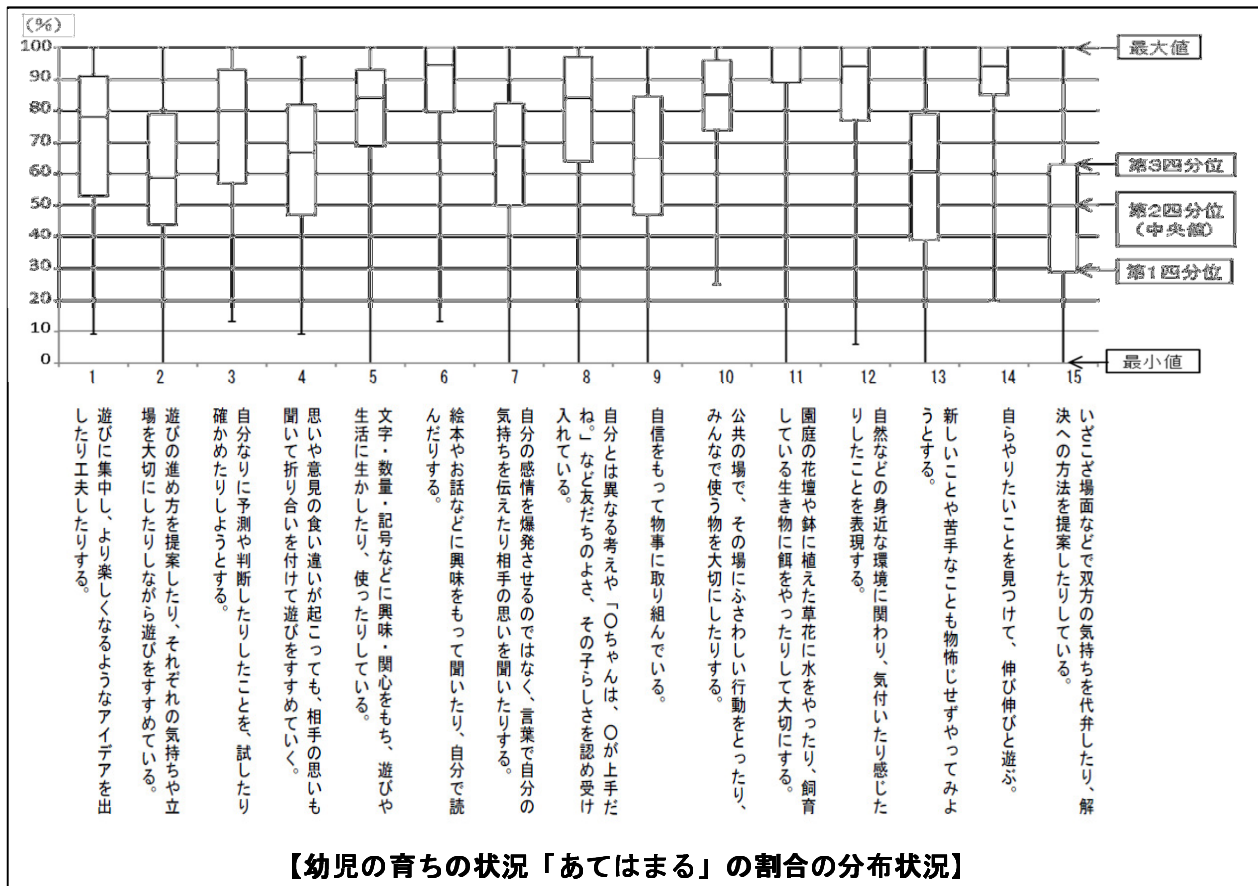 (%)
100
90
80
70
60
50
40
30
20
10
0
最大値
第3四分位
第2四分位
(中央値)
第1四分位
最小値
1
2
3
4
5
6
7
8
9
10
11
12
13
14
15
遊びに集中し、より楽しくなるようなアイデアを出
したり工夫したりする。
遊びの進め方を提案したり、それぞれの気持ちや立
場を大切にしたりしながら遊びをすすめている。
自分なりに予測や判断したりしたことを、試したり
確かめたりしようとする。
思いや意見の食い違いが起こっても、相手の思いも
聞いて折り合いを付けて遊びをすすめていく。
文字・数量・記号などに興味・関心をもち、遊びや
生活に生かしたり、使ったりしている。
絵本やお話などに興味をもって聞いたり、自分で読
んだりする。
自分の感情を爆発させるのではなく、言葉で自分の
気持ちを伝えたり相手の思いを聞いたりする。
自分とは異なる考えや「〇ちゃんは、〇が上手だ
ね。」など友だちのよさ、その子らしさを認め受け
入れている。
自信をもって物事に取り組んでいる。
公共の場で、その場にふさわしい行動をとったり、
みんなで使う物を大切にしたりする。
園庭の花壇や鉢に植えた草花に水をやったり、飼育
している生き物に餌をやったりして大切にする。
自然などの身近な環境に関わり、気付いたり感じた
りしたことを表現する。
新しいことや苦手なことも物怖じせずやってみよ
うとする。
自らやりたいことを見つけて、伸び伸びと遊ぶ。
いざこざ場面などで双方の気持ちを代弁したり、解
決への方法を提案したりしている。
【幼児の育ちの状況「あてはまる」の割合の分布状況】